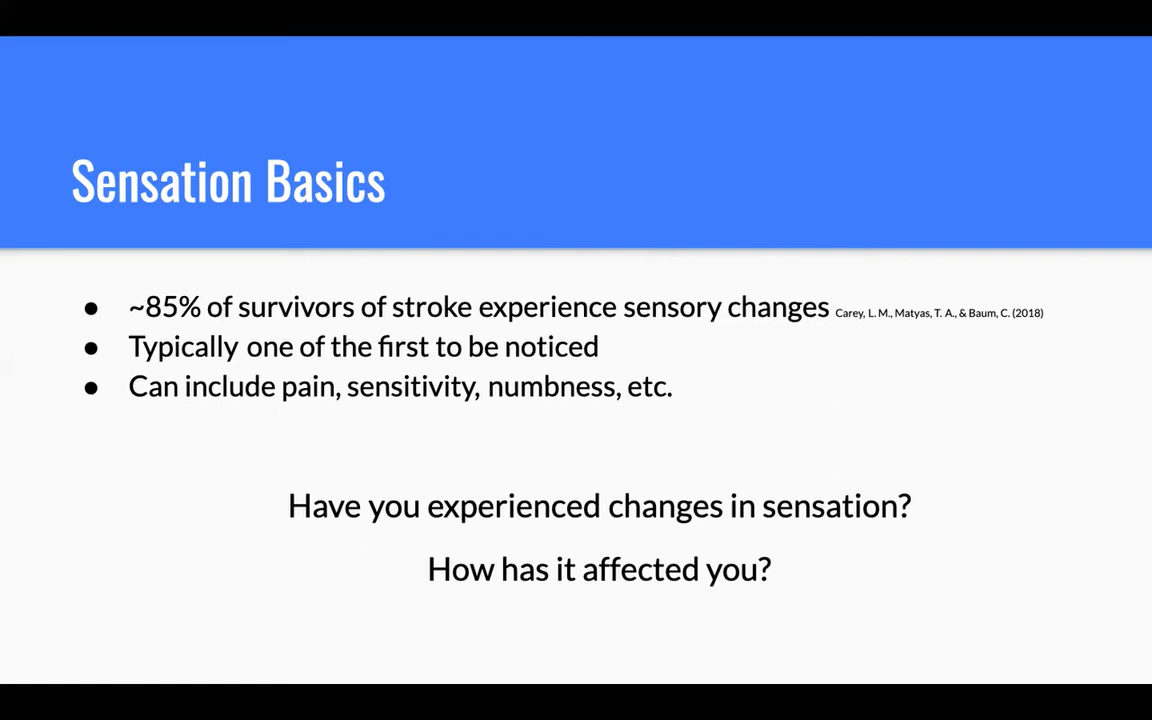 Sensation Basics
● ~85% of survivors of stroke experience sensory changes Carey, L. M., Matyas, T. A., & Baum, C. (2018)
● Typically one of the first to be noticed
● Can include pain, sensitivity, numbness, etc.
Have you experienced changes in sensation?
How has it affected you?